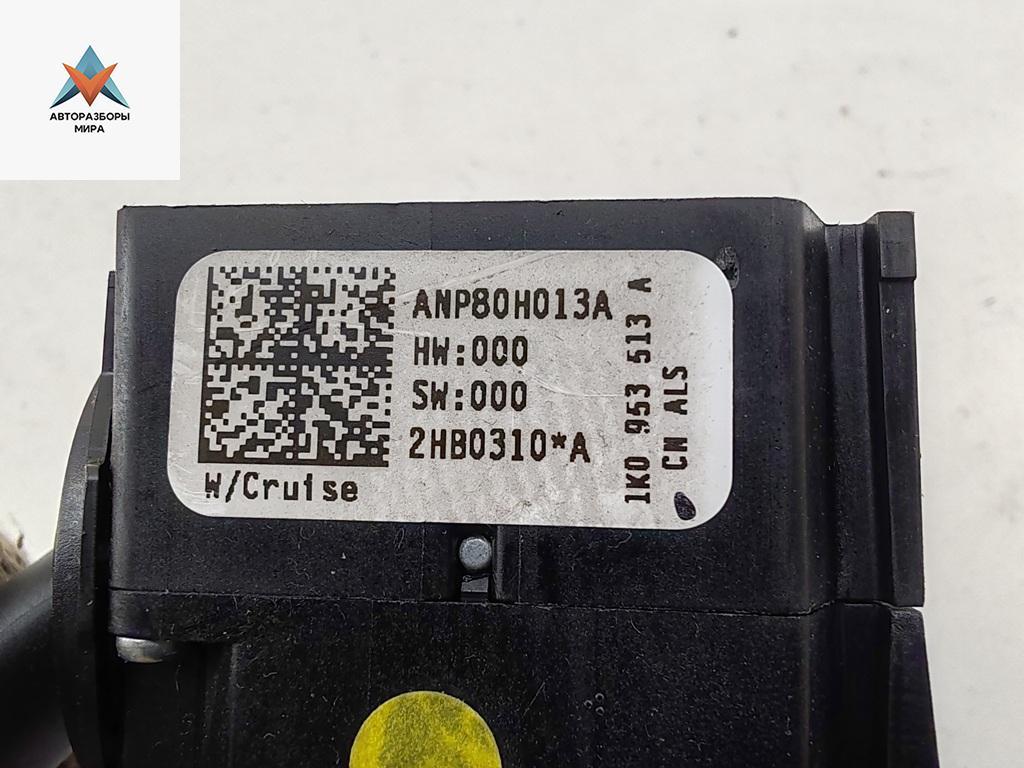 АВТОРАЗБОРЫ
МИРА
ANP80H013A
HW:000
SW:000
2HB0310*A
W/Cruise
1K0 953 513 A
CN ALS